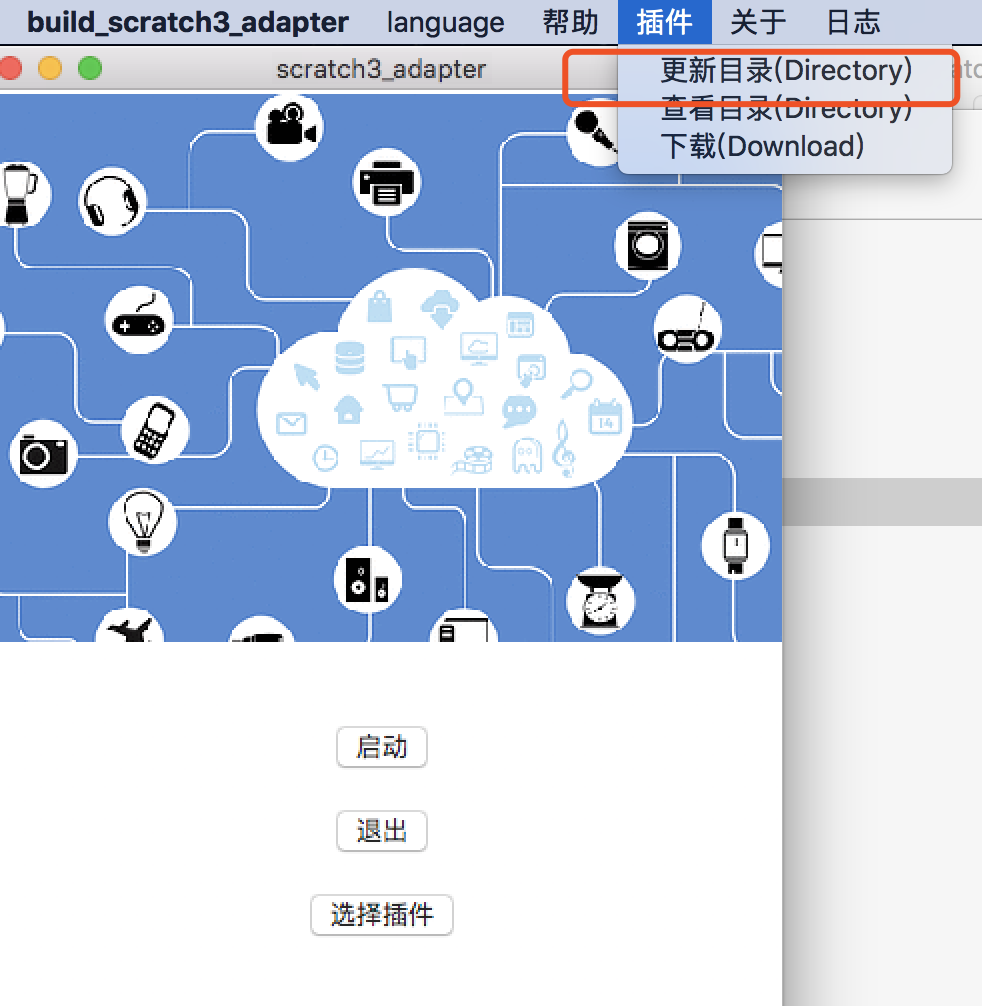 build_scratch3_adapter language 帮助 插件 关于 日志
scratch3_adapter
更新目录(Directory)
查看目录(Directory)
下载(Download)
14
启动
退出
选择插件